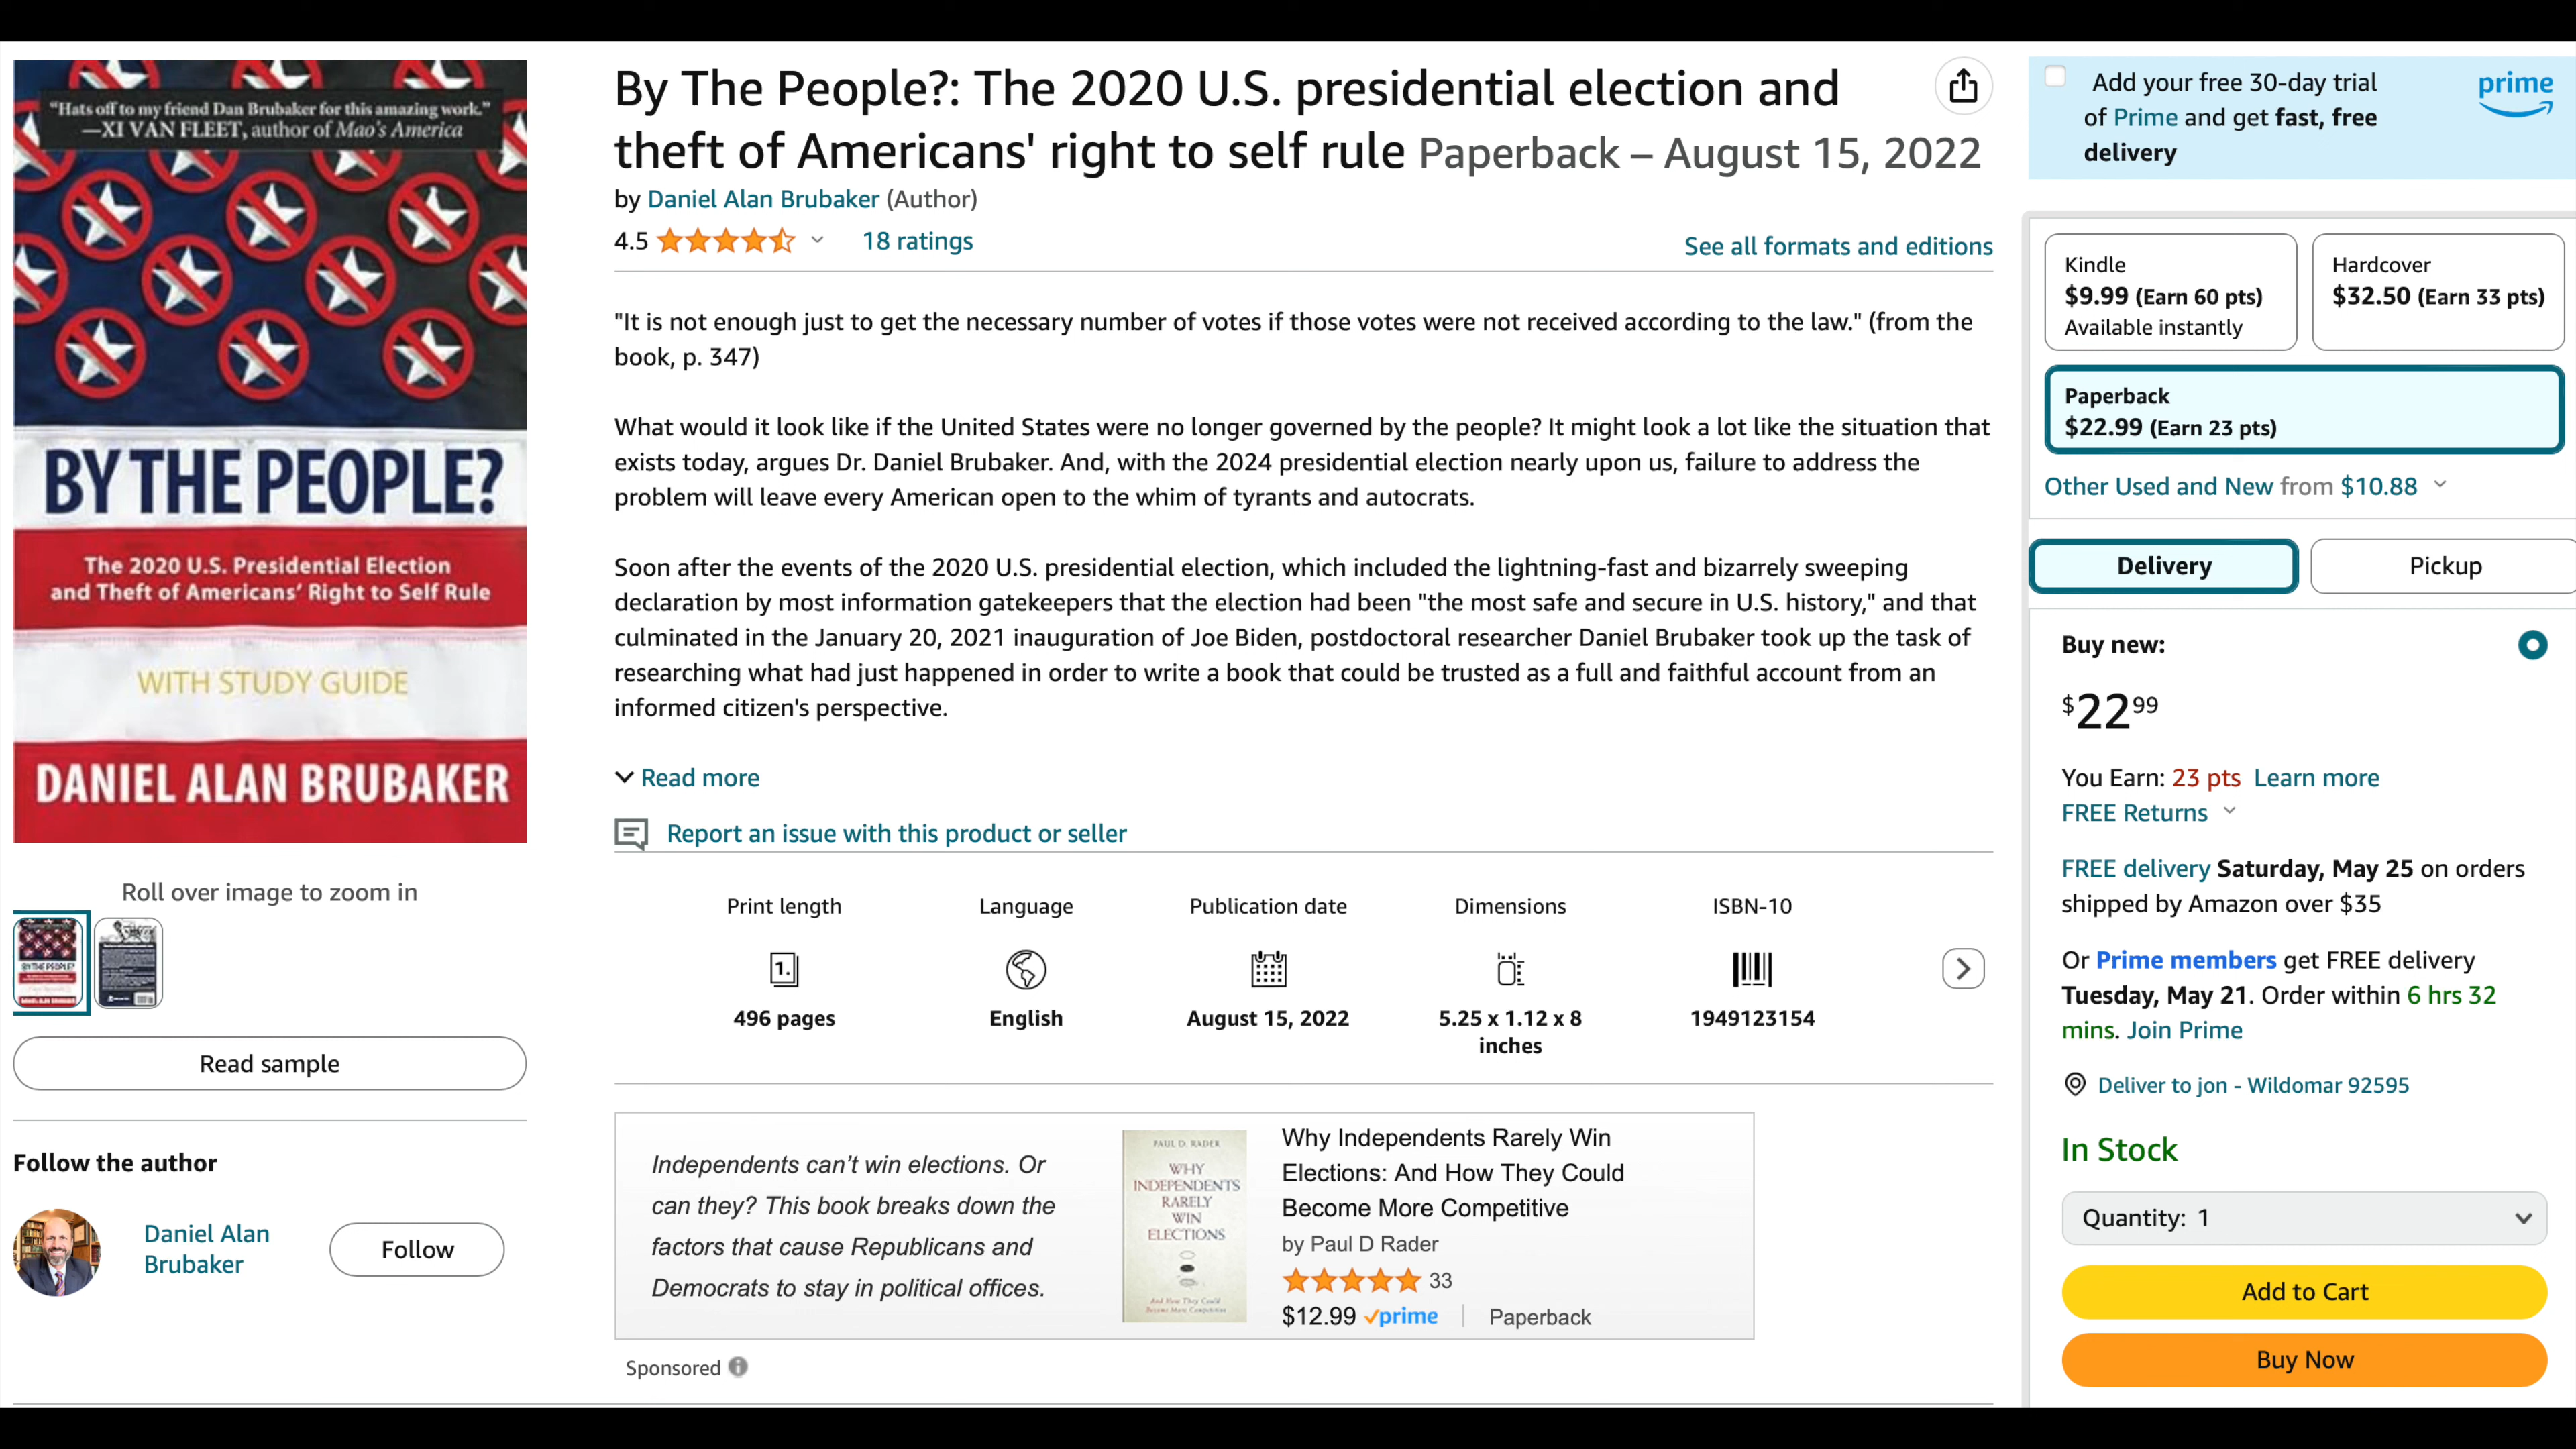 "Hats off to my friend Dan Brubaker for this amazing work."
—XI VAN FLEET, author of Mao's America
BY THE PEOPLE?
The 2020 U.S. Presidential Election
and Theft of Americans' Right to Self Rule
WITH STUDY GUIDE
DANIEL ALAN BRUBAKER
Roll over image to zoom in
Read sample
Follow the author
Daniel Alan
Brubaker
Follow
By The People?: The 2020 U.S. presidential election and
theft of Americans' right to self rule Paperback – August 15, 2022
by Daniel Alan Brubaker (Author)
4.5
18 ratings
See all formats and editions
"It is not enough just to get the necessary number of votes if those votes were not received according to the law." (from the
book, p. 347)
What would it look like if the United States were no longer governed by the people? It might look a lot like the situation that
exists today, argues Dr. Daniel Brubaker. And, with the 2024 presidential election nearly upon us, failure to address the
problem will leave every American open to the whim of tyrants and autocrats.
Soon after the events of the 2020 U.S. presidential election, which included the lightning-fast and bizarrely sweeping
declaration by most information gatekeepers that the election had been "the most safe and secure in U.S. history," and that
culminated in the January 20, 2021 inauguration of Joe Biden, postdoctoral researcher Daniel Brubaker took up the task of
researching what had just happened in order to write a book that could be trusted as a full and faithful account from an
informed citizen's perspective.
Read more
Report an issue with this product or seller
Print length
1.
496 pages
Language
English
Publication date
August 15, 2022
Dimensions
5.25 x 1.12 x 8
inches
ISBN-10
1949123154
Independents can't win elections. Or
can they? This book breaks down the
factors that cause Republicans and
Democrats to stay in political offices.
PAUL D. RADER
WHY
INDEPENDENTS
RARELY
WIN
ELECTIONS
And How They Could
Become More Competitive
Why Independents Rarely Win
Elections: And How They Could
Become More Competitive
by Paul D Rader
33
$12.99 prime
Paperback
Sponsored
Add your free 30-day trial
of Prime and get fast, free
delivery
prime
Kindle
$9.99 (Earn 60 pts)
Available instantly
Hardcover
$32.50 (Earn 33 pts)
Paperback
$22.99 (Earn 23 pts)
Other Used and New from $10.88
Delivery
Pickup
Buy new:
$22 99
You Earn: 23 pts Learn more
FREE Returns
FREE delivery Saturday, May 25 on orders
shipped by Amazon over $35
Or Prime members get FREE delivery
Tuesday, May 21. Order within 6 hrs 32
mins. Join Prime
Deliver to jon - Wildomar 92595
In Stock
Quantity: 1
Add to Cart
Buy Now